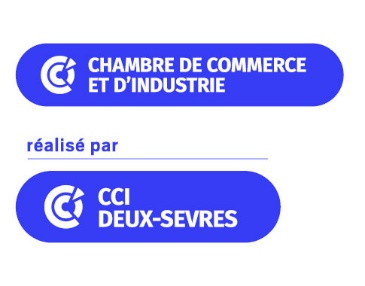 CHAMBRE DE COMMERCE
ET D'INDUSTRIE
réalisé par
CCI
DEUX-SEVRES